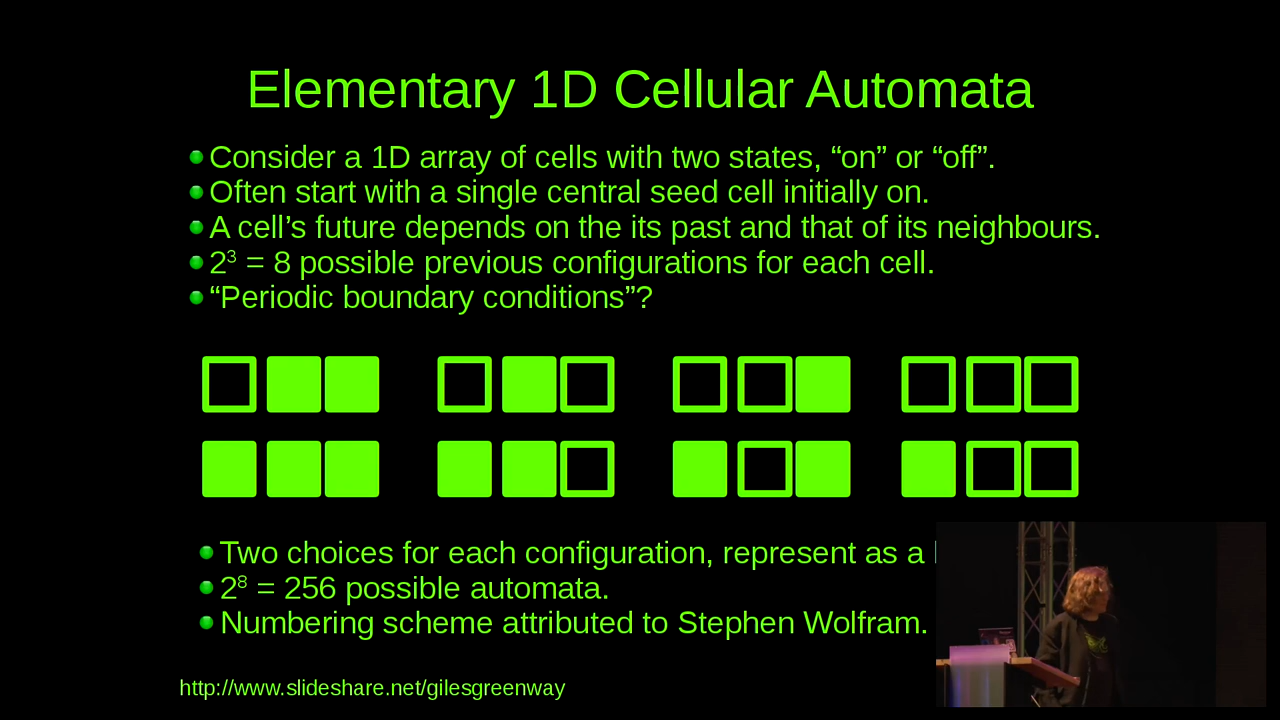 Elementary 1D Cellular Automata
Consider a 1D array of cells with two states, “on” or “off”.
Often start with a single central seed cell initially on.
A cell’s future depends on the its past and that of its neighbours.
2³ = 8 possible previous configurations for each cell.
“Periodic boundary conditions”?
Two choices for each configuration, represent as a
2⁸ = 256 possible automata.
Numbering scheme attributed to Stephen Wolfram.
http://www.slideshare.net/gilesgreenway